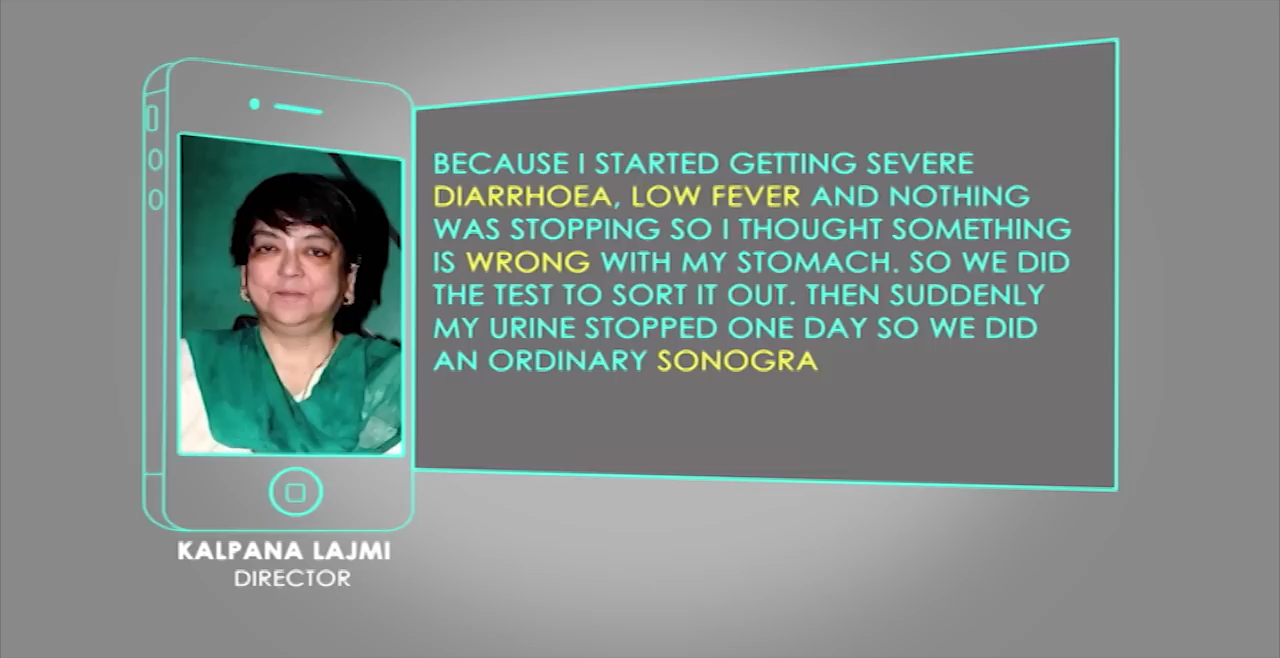 BECAUSE I STARTED GETTING SEVERE
DIARRHOEA, LOW FEVER AND NOTHING
WAS STOPPING SO I THOUGHT SOMETHING
IS WRONG WITH MY STOMACH. SO WE DID
THE TEST TO SORT IT OUT. THEN SUDDENLY
MY URINE STOPPED ONE DAY SO WE DID
AN ORDINARY SONOGRA
KALPANA LAJMI
DIRECTOR